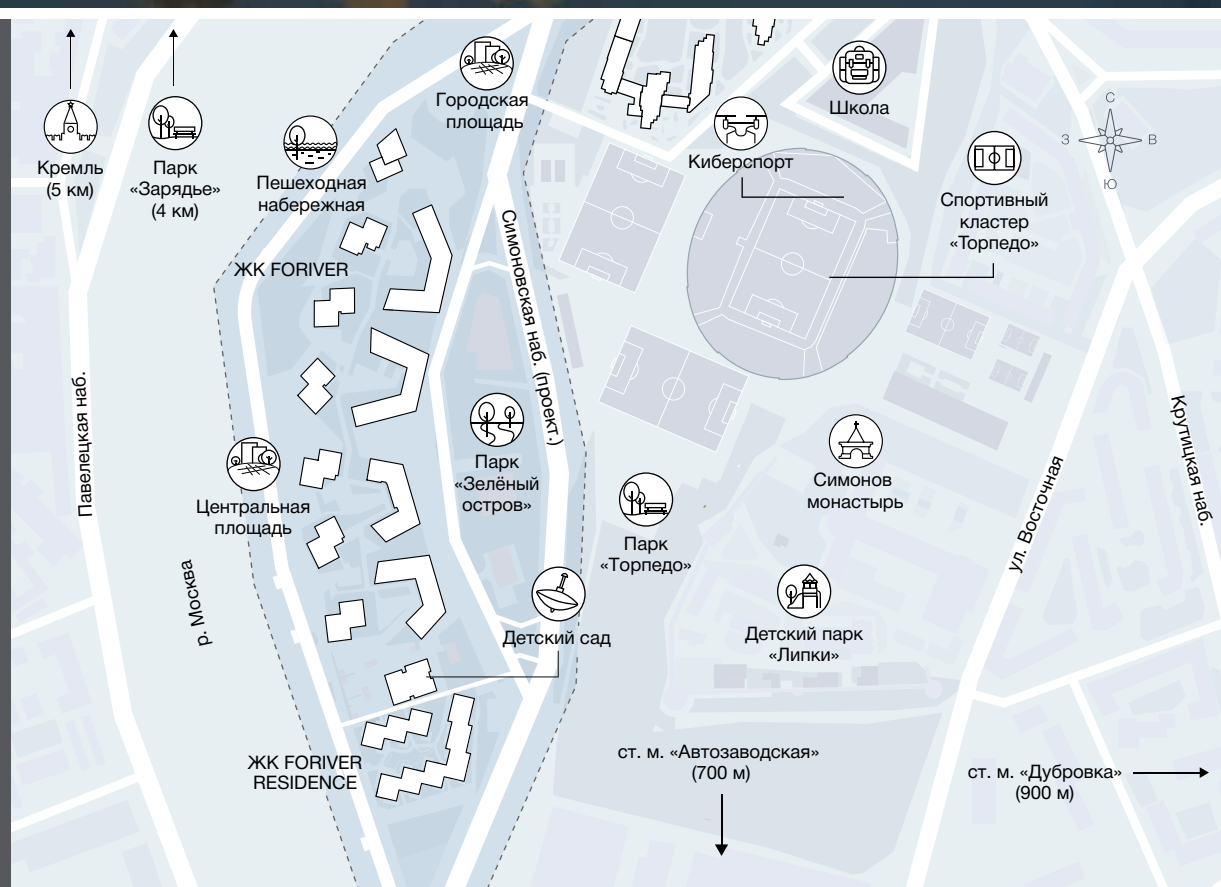 Городская
площадь
Школа
Киберспорт
С
З
В
Ю
Кремль
(5 км)
Парк
«Зарядье»
(4 км)
Пешеходная
набережная
Спортивный
кластер
«Торпедо»
ЖК FORIVER
Симоновская наб. (проект.)
Павелецкая наб.
Крутицкая наб.
Парк
«Зелёный
остров»
Центральная
площадь
Симонов
монастырь
ул. Восточная
Парк
«Торпедо»
р. Москва
Детский сад
Детский парк
«Липки»
ЖК FORIVER
RESIDENCE
ст. м. «Автозаводская»
(700 м)
ст. м. «Дубровка»
(900 м)